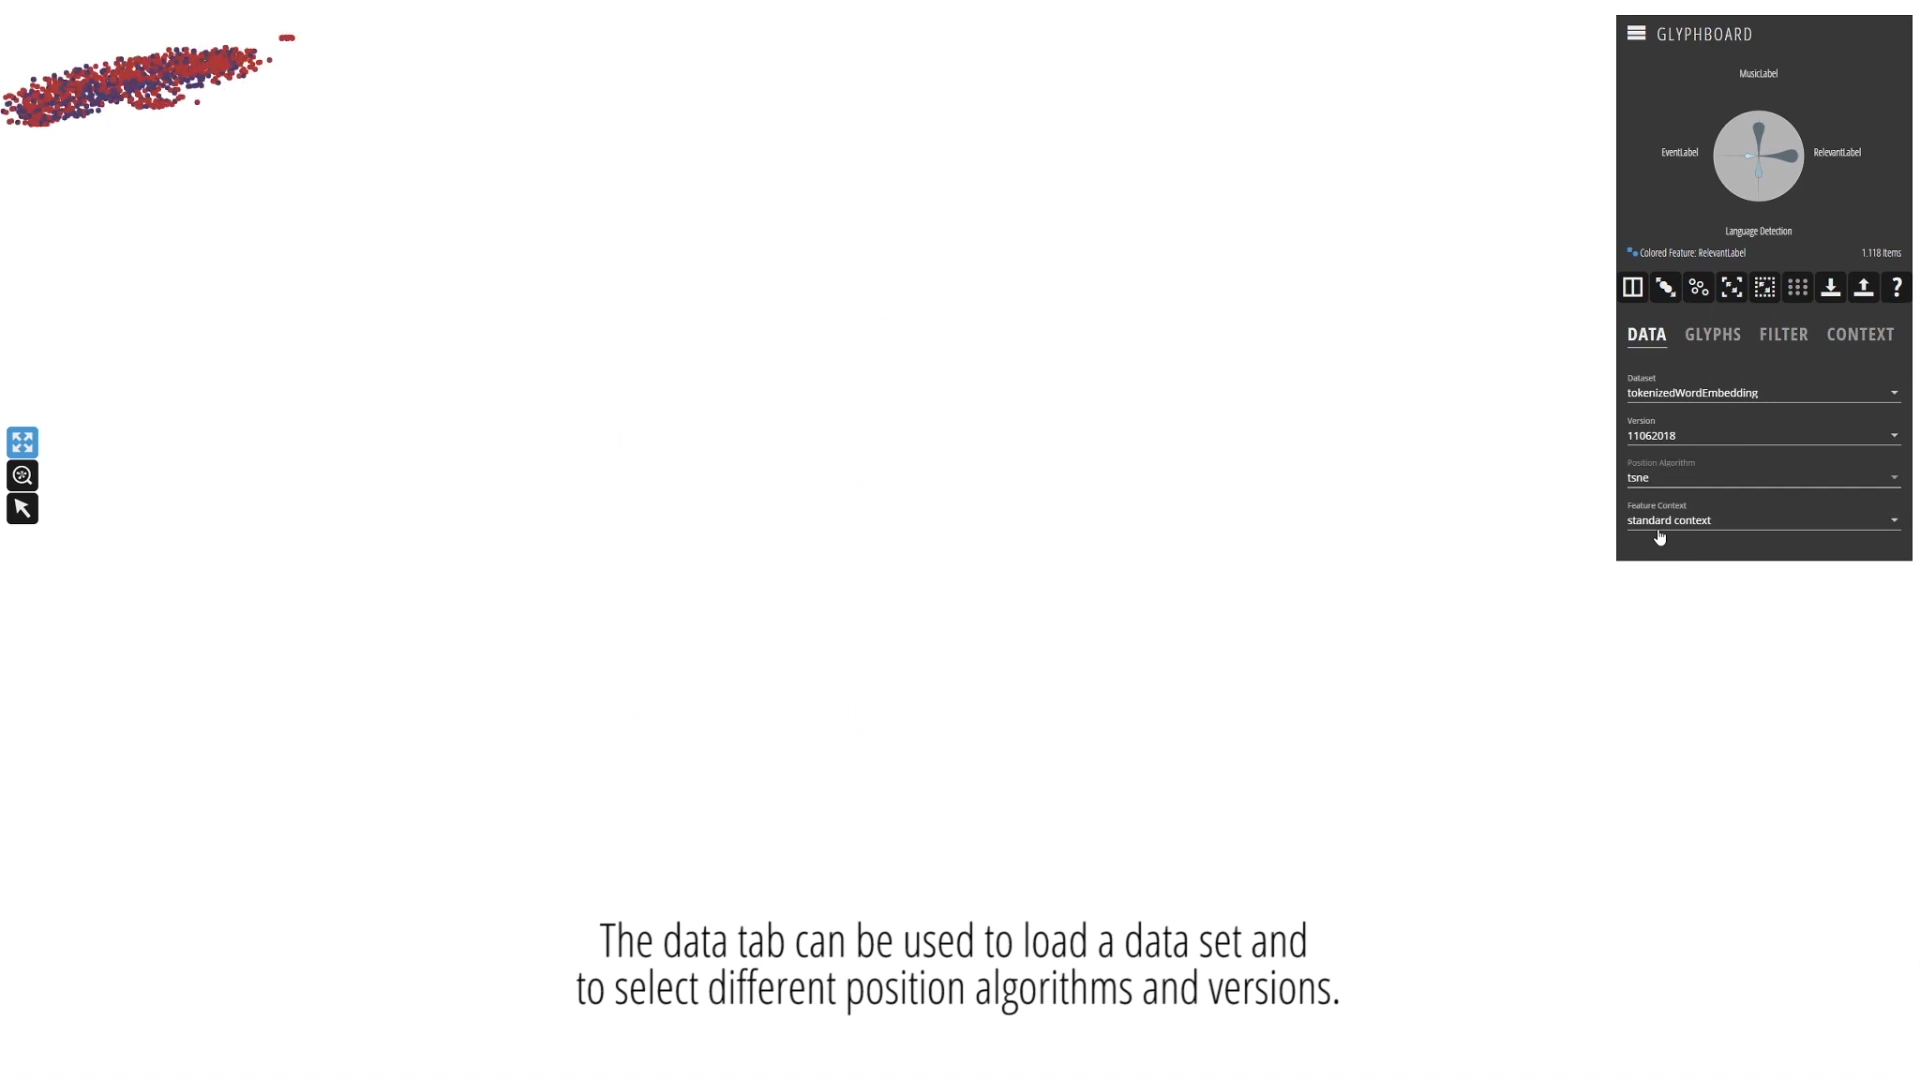 GLYPHBOARD
MusicLabel
EventLabel
RelevantLabel
Language Detection
Colored Feature: RelevantLabel
1.118 Items
?
DATA GLYPHS FILTER CONTEXT
Dataset
tokenizedWordEmbedding
Version
11062018
Position Algorithm
tsne
Feature Context
standard context
The data tab can be used to load a data set and
to select different position algorithms and versions.